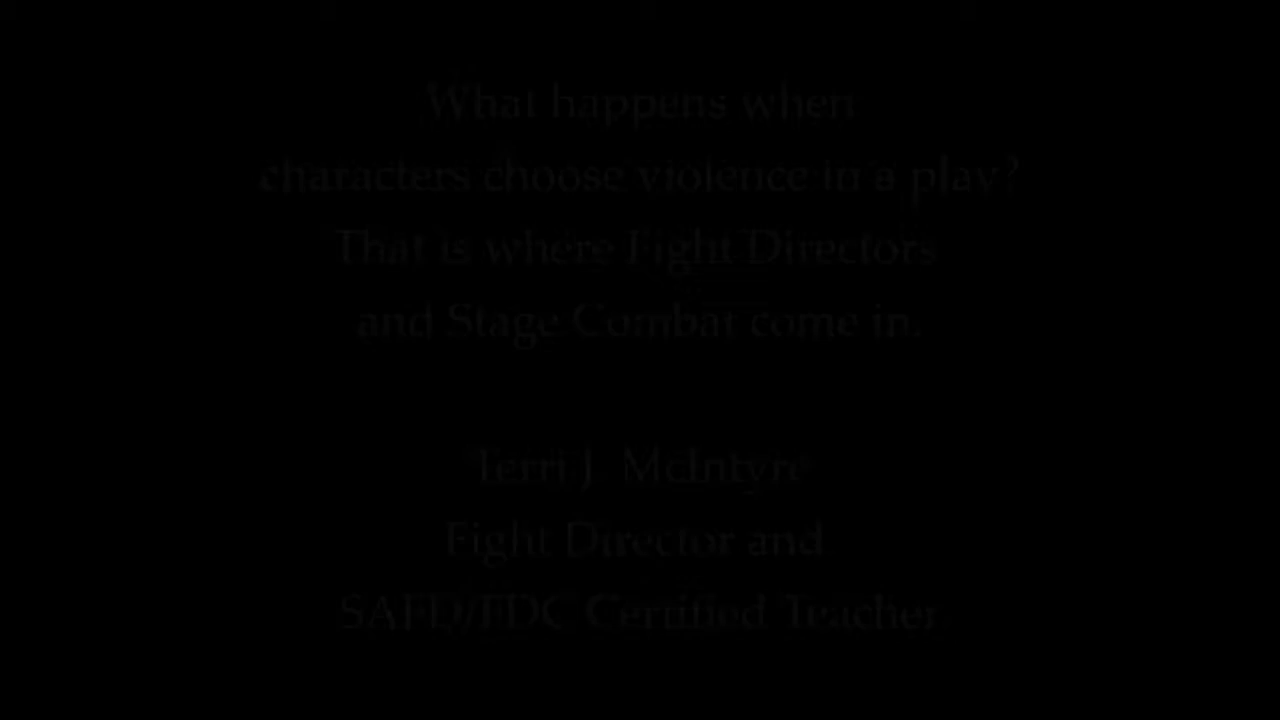 What happens when
characters choose violence in a play?
That is where Fight Directors
and Stage Combat come in.
Terri J. McIntyre
Fight Director and
SAFD/FDC Certified Teacher